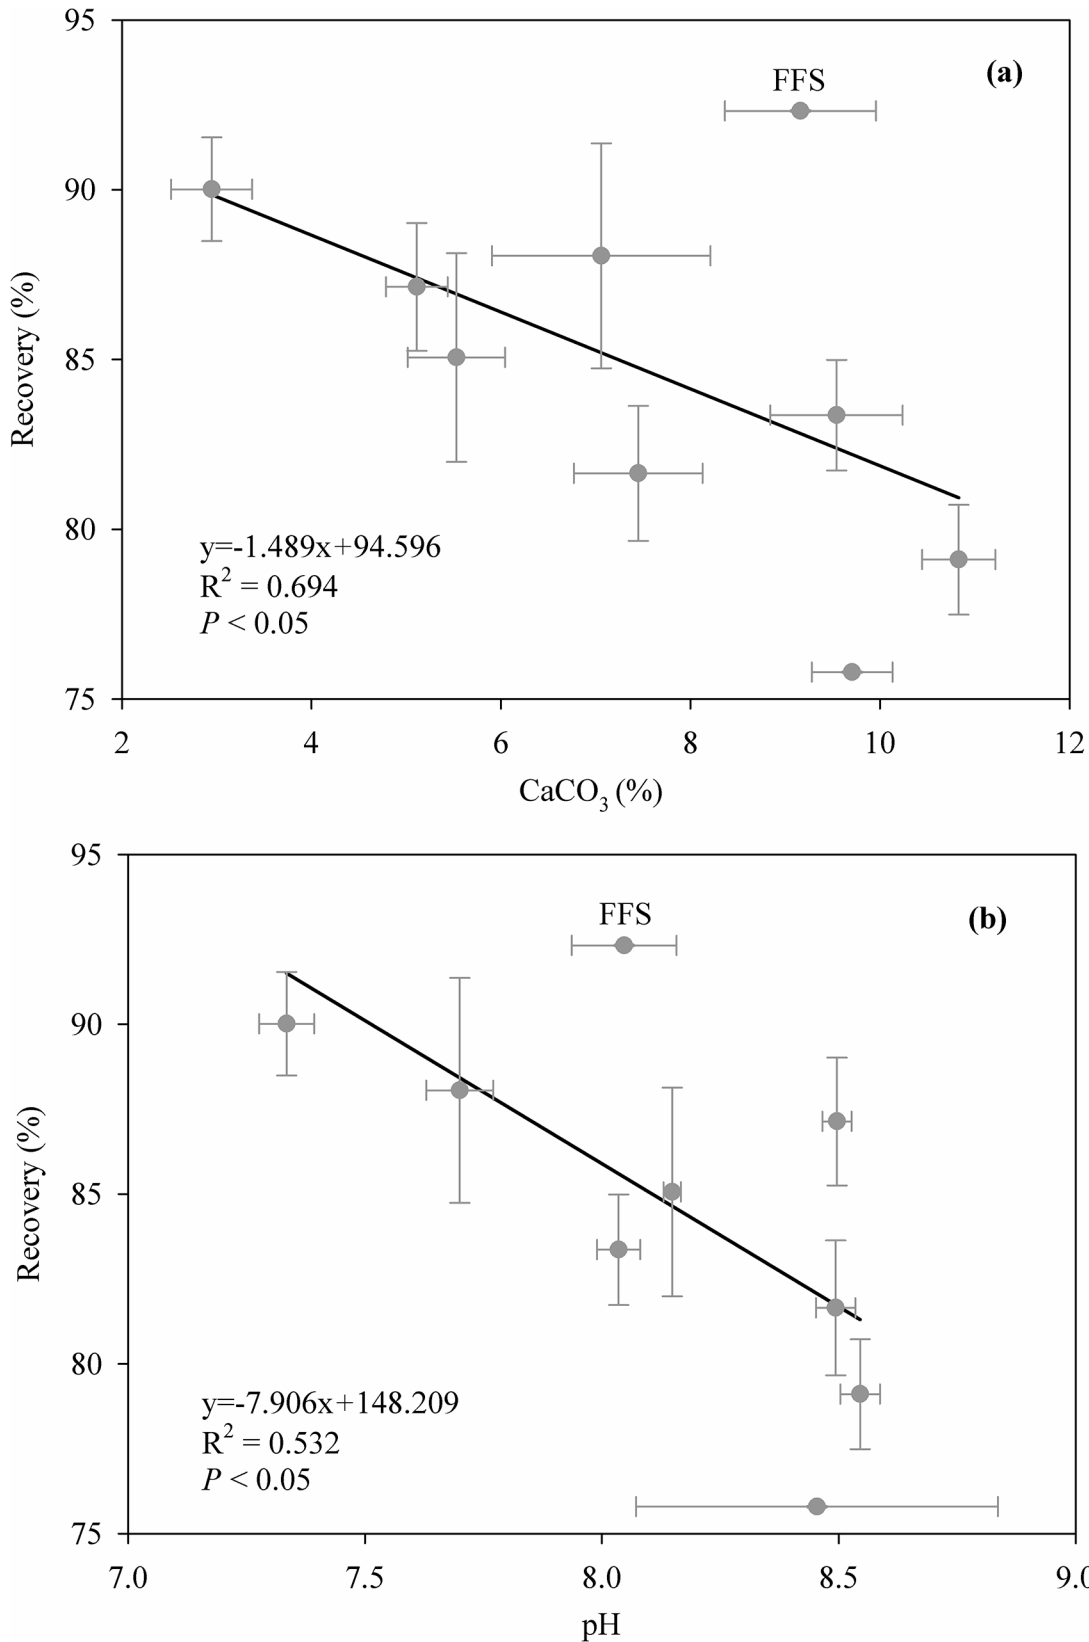 95
FFS
(a)
90
85
80
75
Recovery (%)
y=-1.489x+94.596
R² = 0.694
P < 0.05
2 4 6 8 10 12
CaCO₃ (%)
95
FFS
(b)
90
85
80
75
Recovery (%)
y=-7.906x+148.209
R² = 0.532
P < 0.05
7.0 7.5 8.0 8.5 9.0
pH